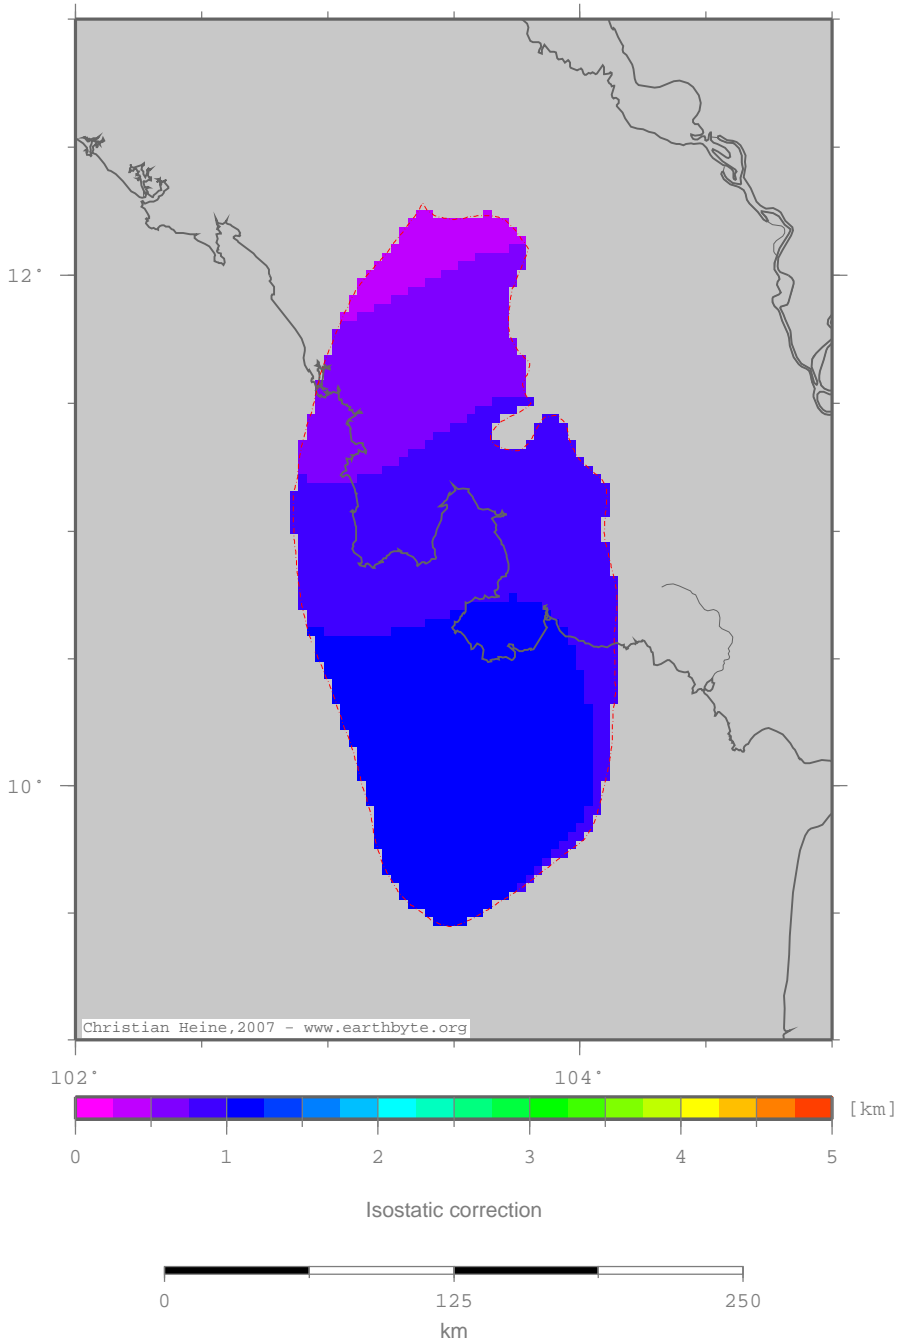 12°
10°
Christian Heine,2007 - www.earthbyte.org
102° 104°
[km]
0 1 2 3 4 5
Isostatic correction
0 125 250
km